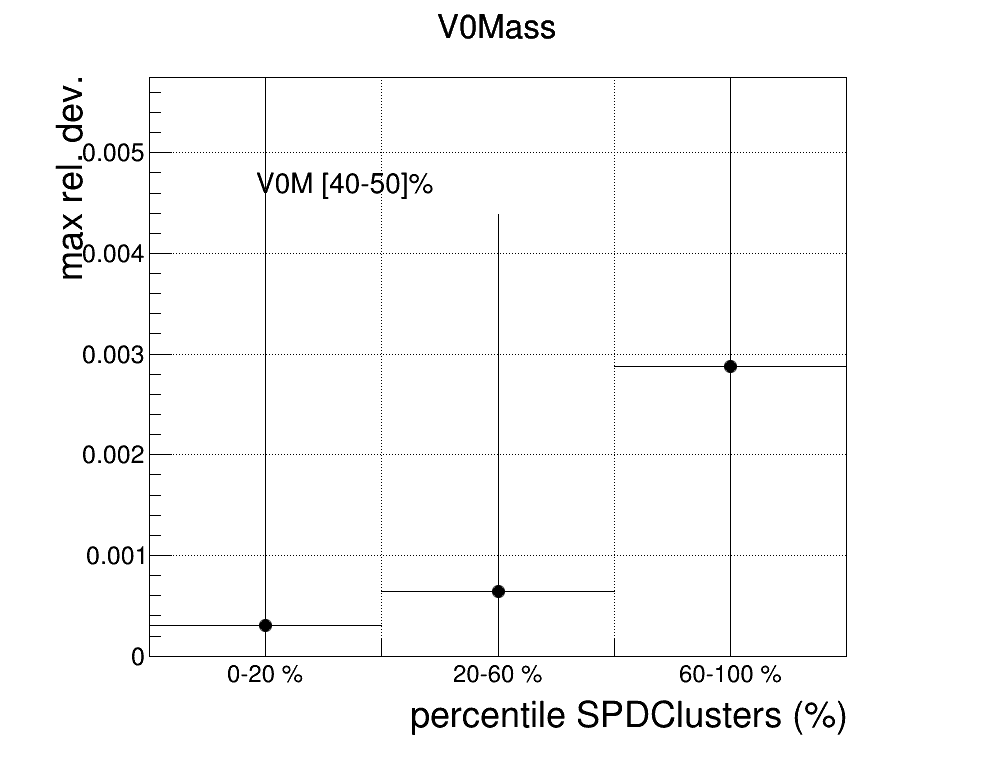 V0Mass
max rel. dev.
0.005
V0M [40-50]%
0.004
0.003
0.002
0.001
0
0-20 %
20-60 %
60-100 %
percentile SPDClusters (%)